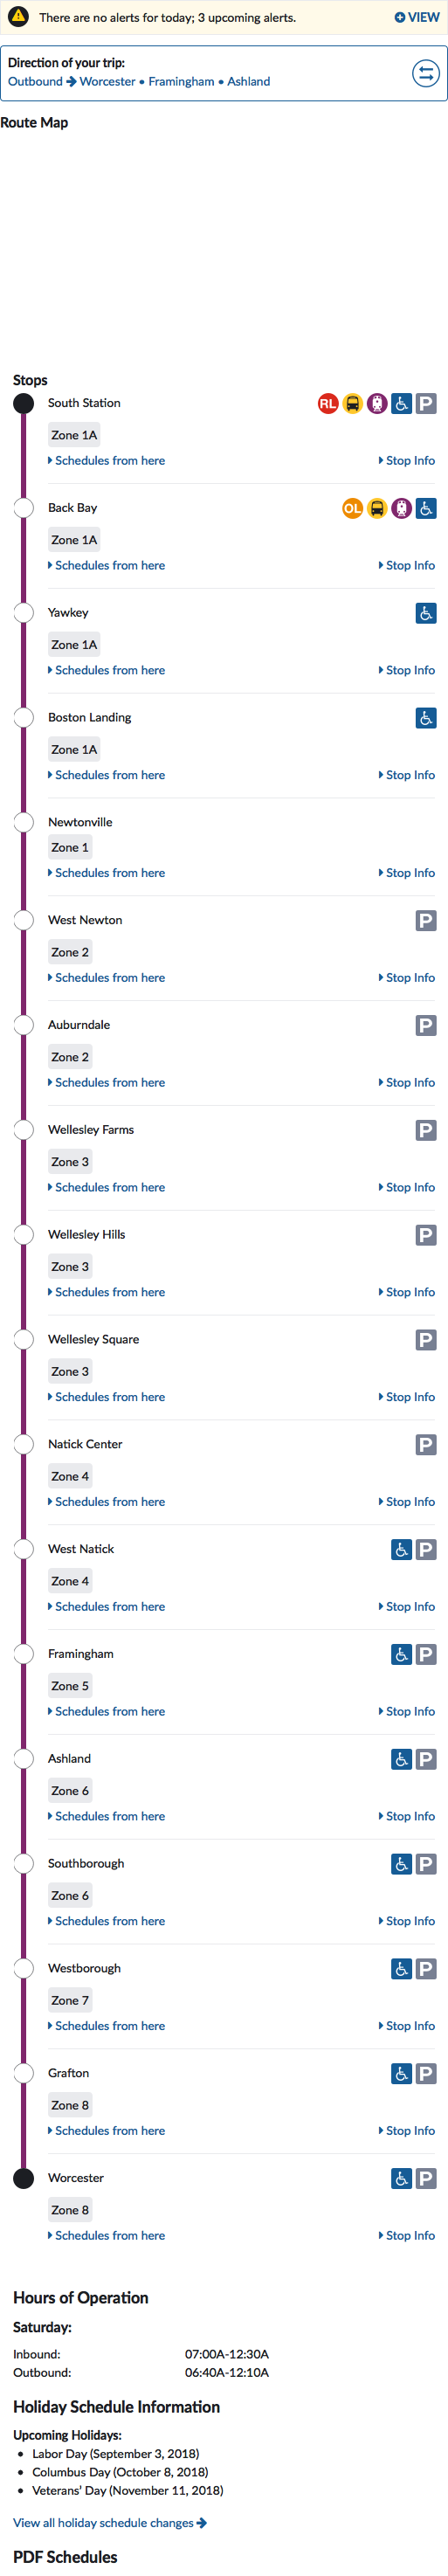 There are no alerts for today; 3 upcoming alerts. VIEW
Direction of your trip:
Outbound → Worcester • Framingham • Ashland
Route Map
Stops
South Station RL P
Zone 1A
Schedules from here Stop Info
Back Bay OL
Zone 1A
Schedules from here Stop Info
Yawkey
Zone 1A
Schedules from here Stop Info
Boston Landing
Zone 1A
Schedules from here Stop Info
Newtonville
Zone 1
Schedules from here Stop Info
West Newton P
Zone 2
Schedules from here Stop Info
Auburndale P
Zone 2
Schedules from here Stop Info
Wellesley Farms P
Zone 3
Schedules from here Stop Info
Wellesley Hills P
Zone 3
Schedules from here Stop Info
Wellesley Square P
Zone 3
Schedules from here Stop Info
Natick Center P
Zone 4
Schedules from here Stop Info
West Natick P
Zone 4
Schedules from here Stop Info
Framingham P
Zone 5
Schedules from here Stop Info
Ashland P
Zone 6
Schedules from here Stop Info
Southborough P
Zone 6
Schedules from here Stop Info
Westborough P
Zone 7
Schedules from here Stop Info
Grafton P
Zone 8
Schedules from here Stop Info
Worcester P
Zone 8
Schedules from here Stop Info
Hours of Operation
Saturday:
Inbound: 07:00A-12:30A
Outbound: 06:40A-12:10A
Holiday Schedule Information
Upcoming Holidays:
• Labor Day (September 3, 2018)
• Columbus Day (October 8, 2018)
• Veterans’ Day (November 11, 2018)
View all holiday schedule changes →
PDF Schedules